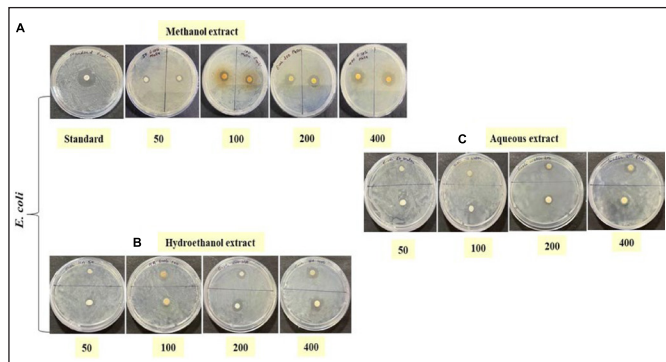 A
Methanol extract
Standard
50
100
200
400
E. coli
C
Aqueous extract
50
100
200
400
B
Hydroethanol extract
50
100
200
400